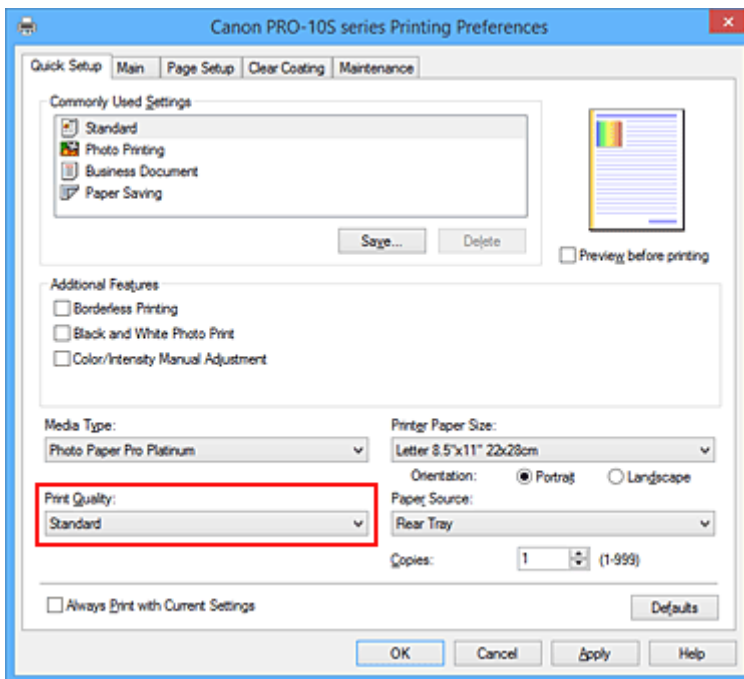 Canon PRO-10S series Printing Preferences
Quick Setup Main Page Setup Clear Coating Maintenance
Commonly Used Settings
Standard
Photo Printing
Business Document
Paper Saving
Save... Delete
Preview before printing
Additional Features
Borderless Printing
Black and White Photo Print
Color/Intensity Manual Adjustment
Media Type: Printer Paper Size:
Photo Paper Pro Platinum Letter 8.5"x11" 22x28cm
Orientation: Portrait Landscape
Print Quality: Paper Source:
Standard Rear Tray
Copies: 1 (1-999)
Always Print with Current Settings Defaults
OK Cancel Apply Help